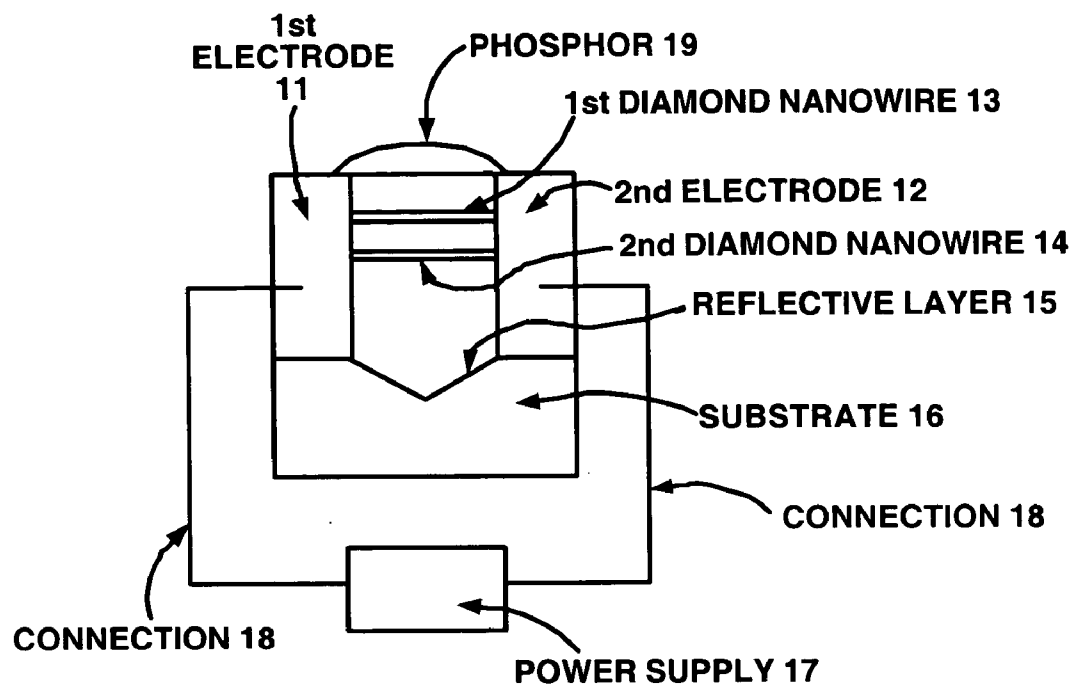 1st
ELECTRODE
11
PHOSPHOR 19
1st DIAMOND NANOWIRE 13
2nd ELECTRODE 12
2nd DIAMOND NANOWIRE 14
REFLECTIVE LAYER 15
SUBSTRATE 16
CONNECTION 18
CONNECTION 18
POWER SUPPLY 17